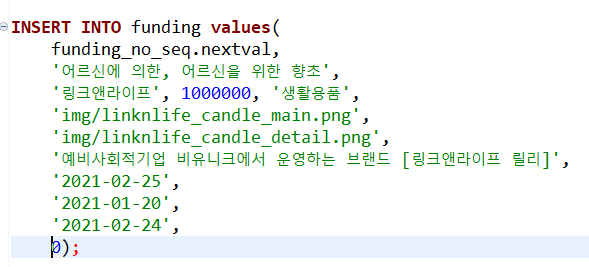 INSERT INTO funding values(
funding_no_seq.nextval,
'어르신에 의한, 어르신을 위한 향초',
'링크앤라이프', 1000000, '생활용품',
'img/linknlife_candle_main.png',
'img/linknlife_candle_detail.png',
'예비사회적기업 비유니크에서 운영하는 브랜드 [링크앤라이프 릴리]',
'2021-02-25',
'2021-01-20',
'2021-02-24',
0);